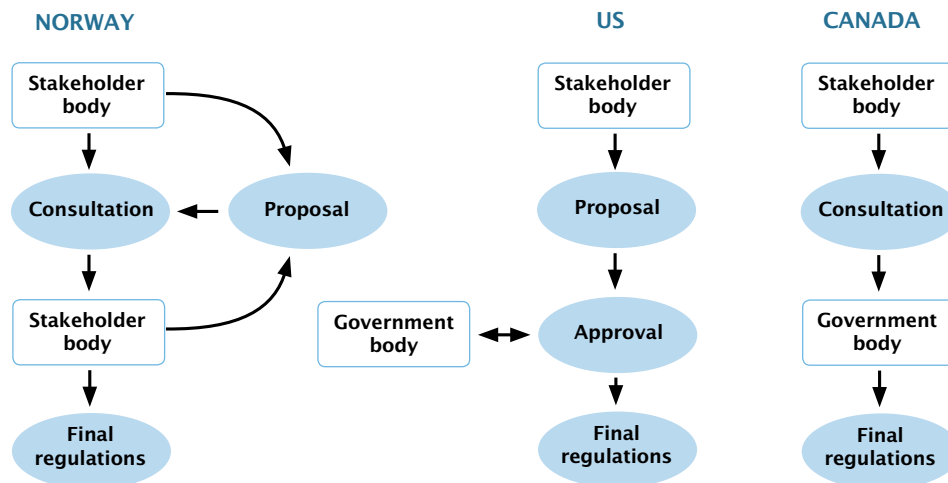 NORWAY
Stakeholder
body
Consultation
Proposal
Stakeholder
body
Final
regulations
US
Stakeholder
body
Proposal
Government
body
Approval
Final
regulations
CANADA
Stakeholder
body
Consultation
Government
body
Final
regulations